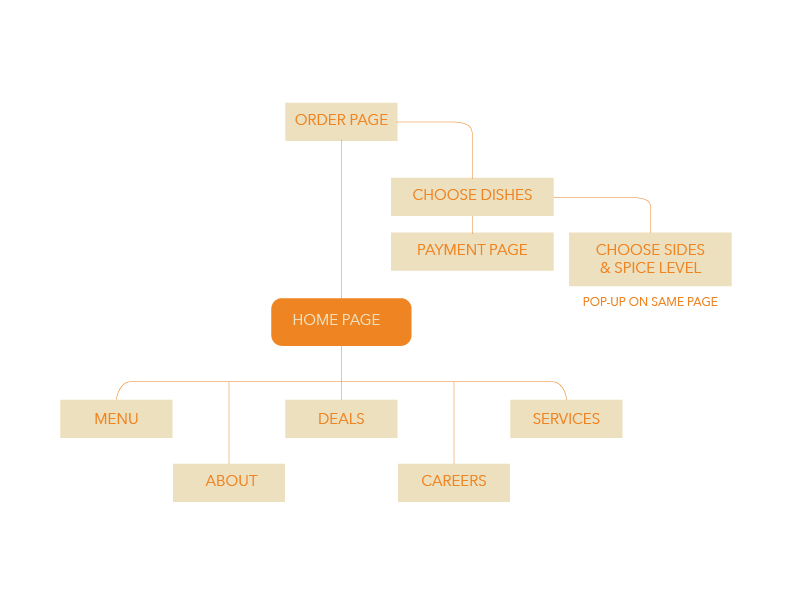 ORDER PAGE
CHOOSE DISHES
PAYMENT PAGE
CHOOSE SIDES
& SPICE LEVEL
POP-UP ON SAME PAGE
HOME PAGE
MENU
DEALS
SERVICES
ABOUT
CAREERS